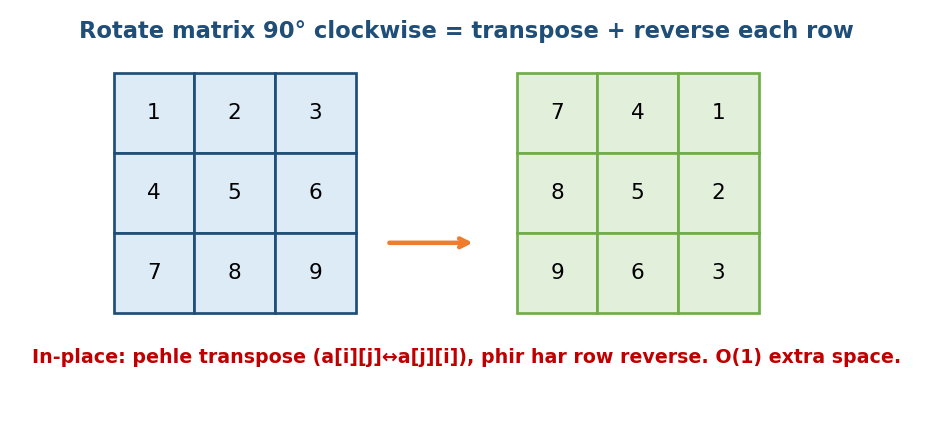 Rotate matrix 90° clockwise = transpose + reverse each row
1 2 3 7 4 1
4 5 6 8 5 2
7 8 9 9 6 3
In-place: pehle transpose (a[i][j]↔a[j][i]), phir har row reverse. O(1) extra space.